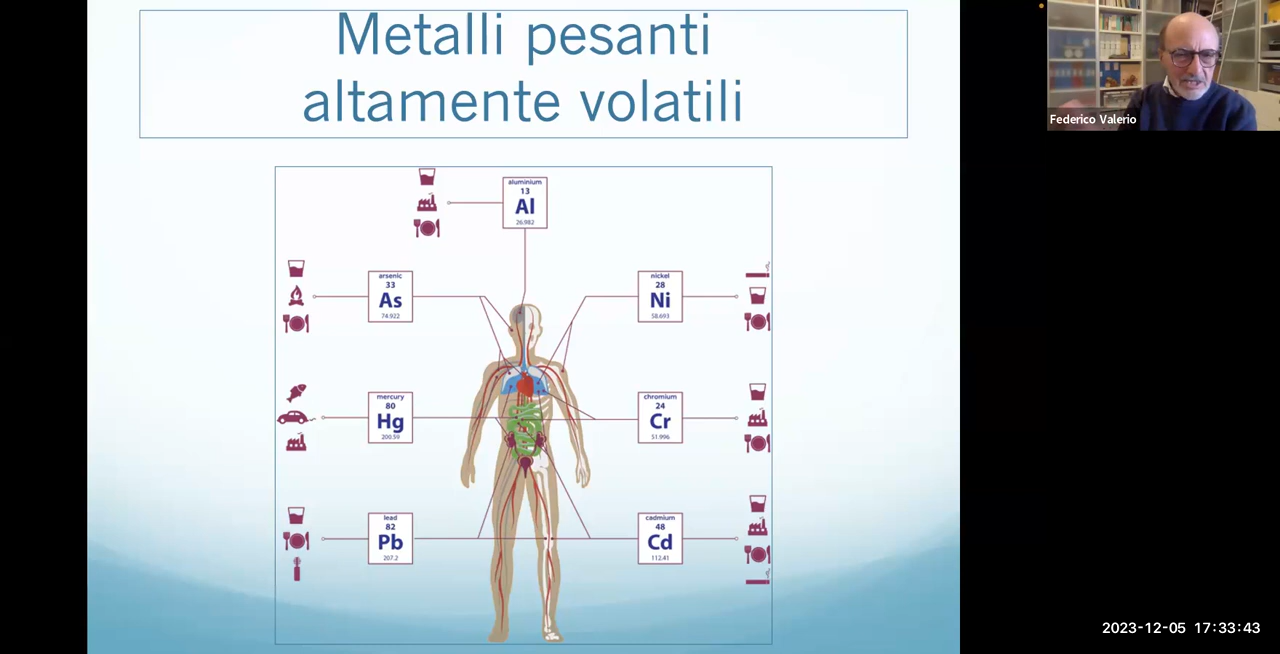 Metalli pesanti
altamente volatili
Federico Valerio
aluminium
13
Al
26.982
arsenic
33
As
74.922
nickel
28
Ni
58.693
mercury
80
Hg
200.59
chromium
24
Cr
51.996
lead
82
Pb
207.2
cadmium
48
Cd
112.41
2023-12-05 17:33:43